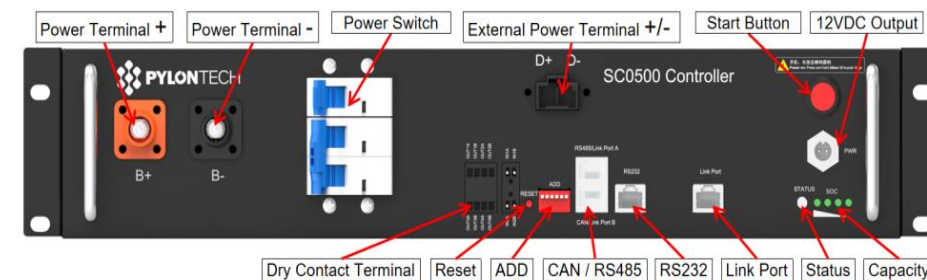 Power Terminal +
Power Terminal -
Power Switch
External Power Terminal +/-
Start Button
12VDC Output
PYLONTECH
D+ D-
SC0500 Controller
B+
B-
RS485/Link Port A
RS232
Link Port
PWR
RESET
ADD
STATUS
SOC
CAN/Link Port B
Dry Contact Terminal
Reset
ADD
CAN / RS485
RS232
Link Port
Status
Capacity